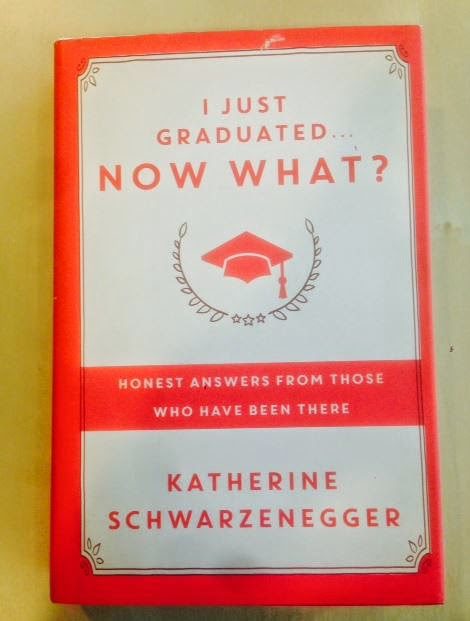 I JUST
GRADUATED...
NOW WHAT?
HONEST ANSWERS FROM THOSE
WHO HAVE BEEN THERE
KATHERINE
SCHWARZENEGGER